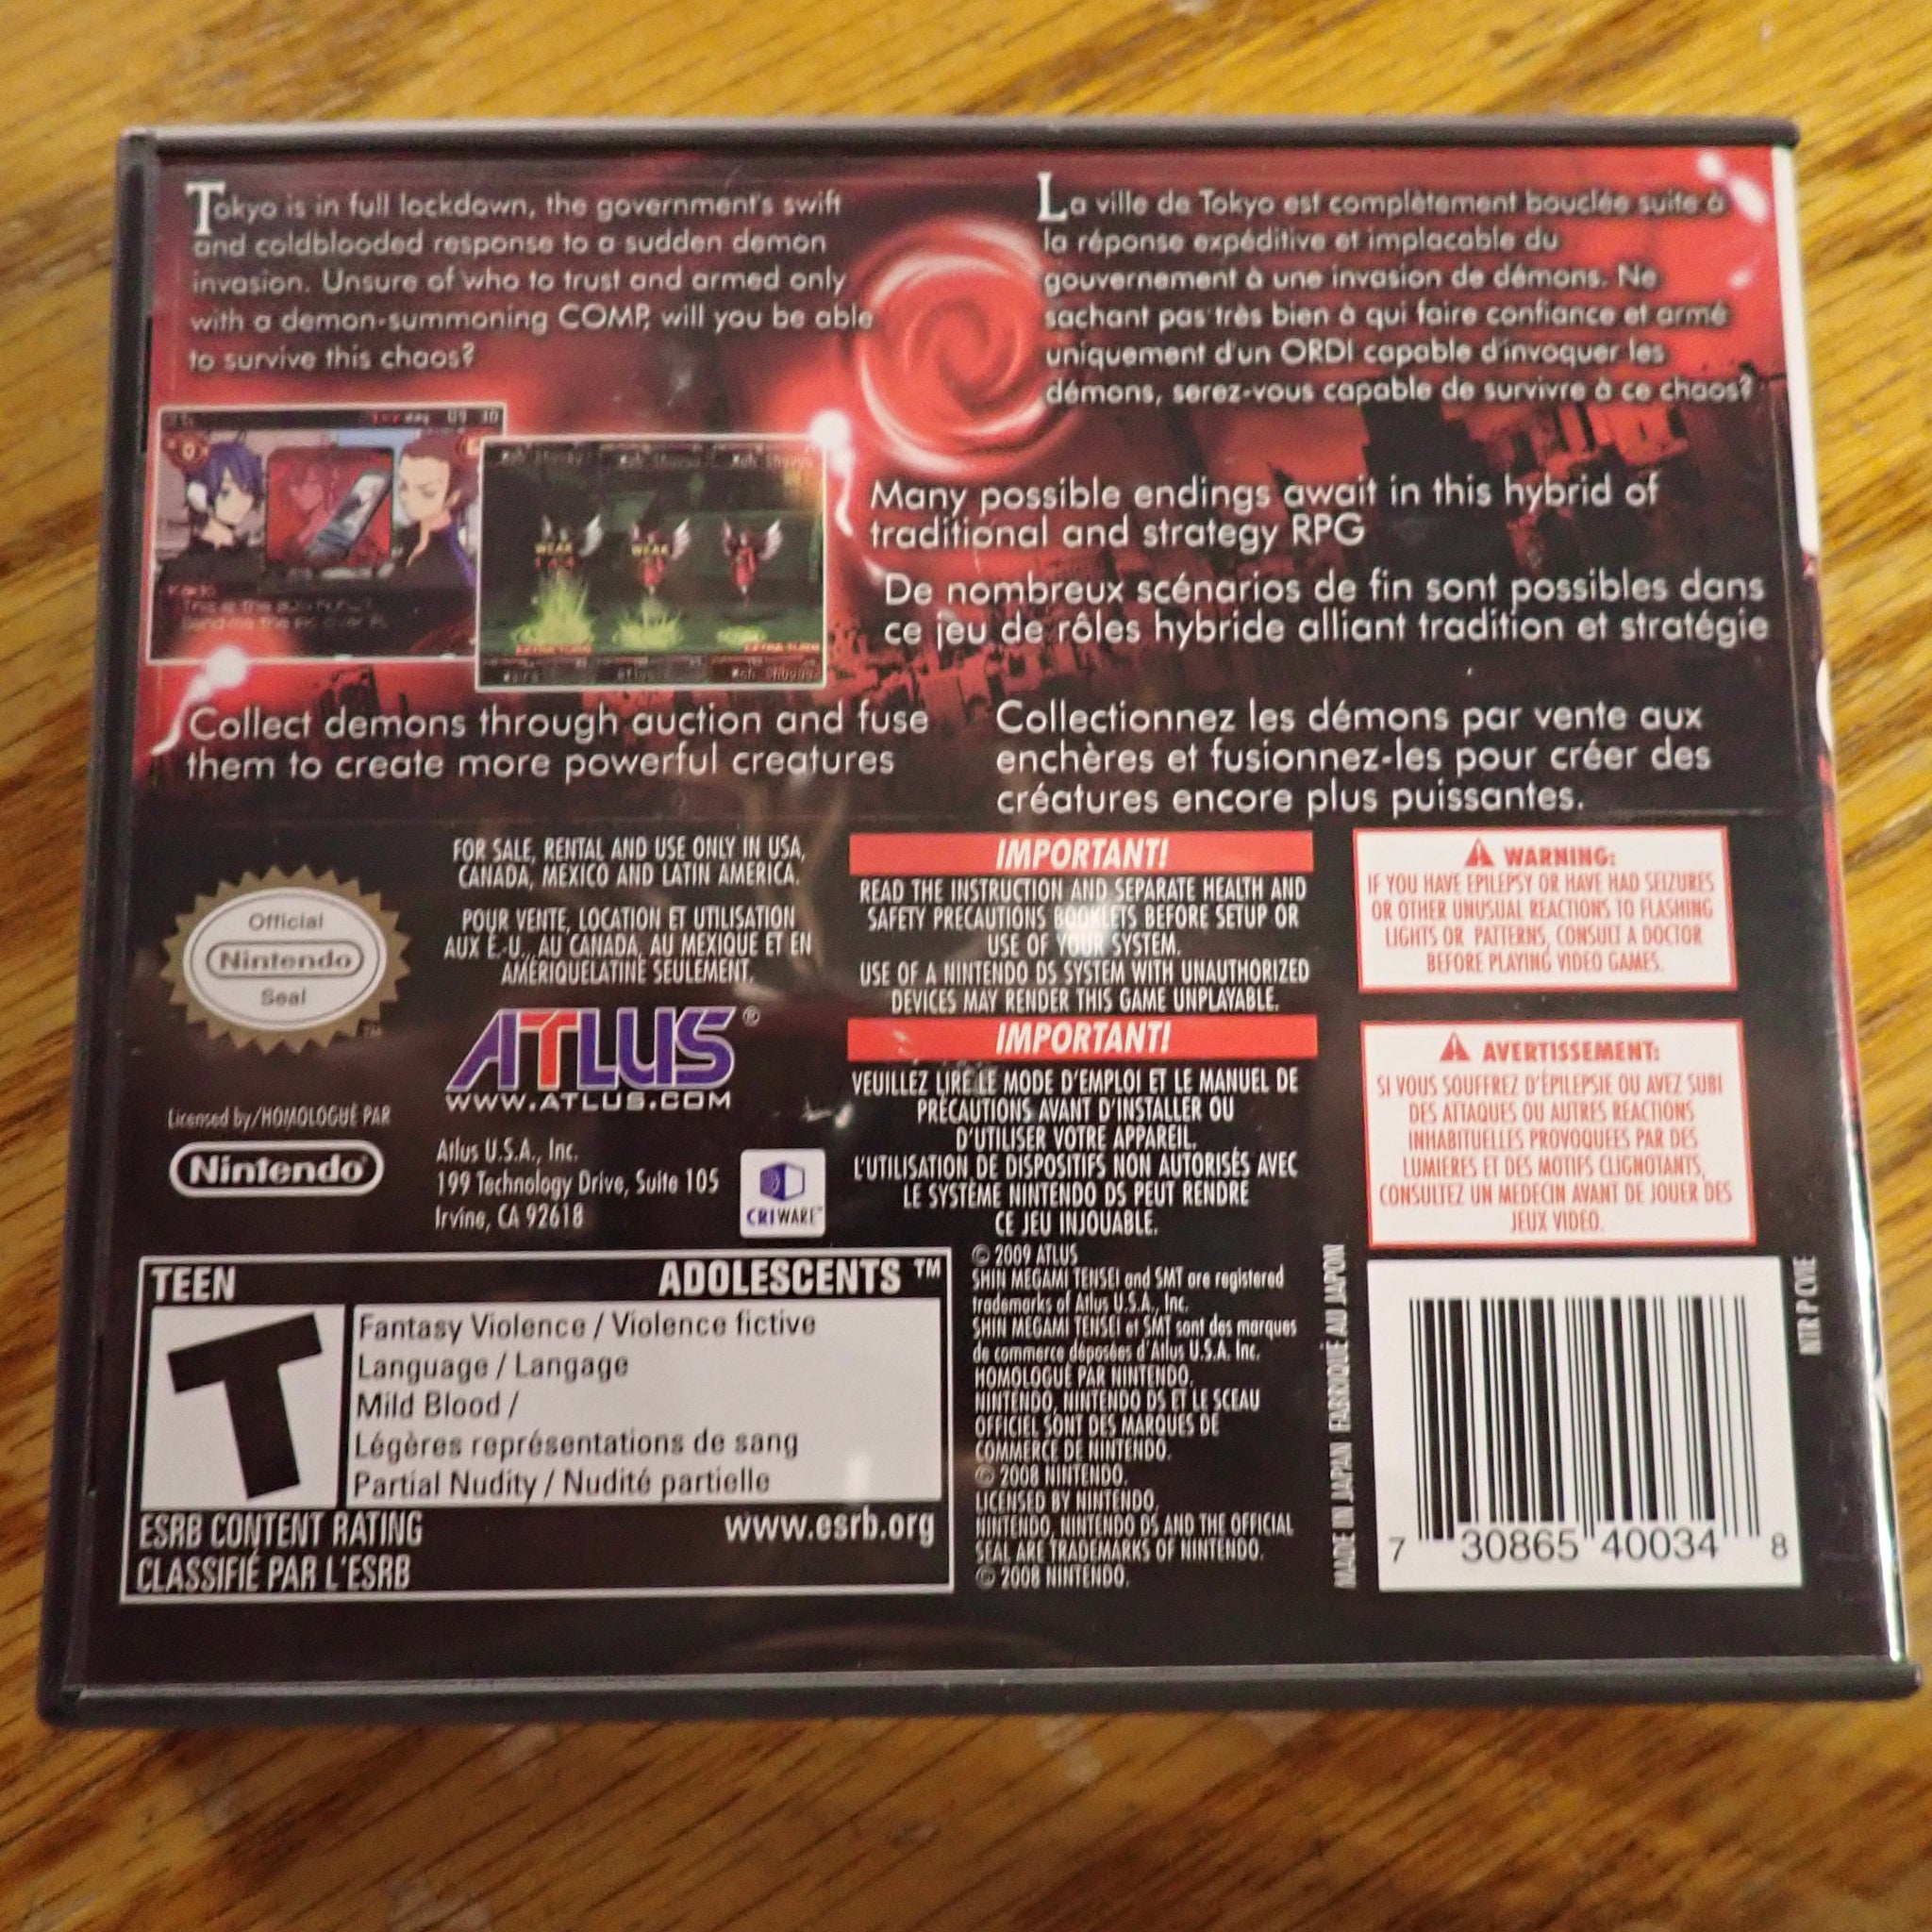 Tokyo is in full lockdown, the government's swift
and coldblooded response to a sudden demon
invasion. Unsure of who to trust and armed only
with a demon-summoning COMP, will you be able
to survive this chaos?
La ville de Tokyo est complètement bouclée suite à
la réponse expéditive et implacable du
gouvernement à une invasion de démons. Ne
sachant pas très bien à qui faire confiance et armé
uniquement d'un ORDI capable d'invoquer les
démons, serez-vous capable de survivre à ce chaos?
WEAK
WEAK
Many possible endings await in this hybrid of
traditional and strategy RPG
De nombreux scénarios de fin sont possibles dans
ce jeu de rôles hybride alliant tradition et stratégie
Collect demons through auction and fuse
them to create more powerful creatures
Collectionnez les démons par vente aux
enchères et fusionnez-les pour créer des
créatures encore plus puissantes.
Official
Nintendo
Seal
TM
FOR SALE, RENTAL AND USE ONLY IN USA,
CANADA, MEXICO AND LATIN AMERICA.
POUR VENTE, LOCATION ET UTILISATION
AUX É.-U., AU CANADA, AU MEXIQUE ET EN
AMÉRIQUELATINE SEULEMENT.
ATLUS®
WWW.ATLUS.COM
Licensed by/HOMOLOGUÉ PAR
Nintendo®
Atlus U.S.A., Inc.
199 Technology Drive, Suite 105
Irvine, CA 92618
CRIWARE™
IMPORTANT!
READ THE INSTRUCTION AND SEPARATE HEALTH AND
SAFETY PRECAUTIONS BOOKLETS BEFORE SETUP OR
USE OF YOUR SYSTEM.
USE OF A NINTENDO DS SYSTEM WITH UNAUTHORIZED
DEVICES MAY RENDER THIS GAME UNPLAYABLE.
IMPORTANT!
VEUILLEZ LIRE LE MODE D'EMPLOI ET LE MANUEL DE
PRÉCAUTIONS AVANT D'INSTALLER OU
D'UTILISER VOTRE APPAREIL.
L'UTILISATION DE DISPOSITIFS NON AUTORISÉS AVEC
LE SYSTÈME NINTENDO DS PEUT RENDRE
CE JEU INJOUABLE.
WARNING:
IF YOU HAVE EPILEPSY OR HAVE HAD SEIZURES
OR OTHER UNUSUAL REACTIONS TO FLASHING
LIGHTS OR PATTERNS, CONSULT A DOCTOR
BEFORE PLAYING VIDEO GAMES.
AVERTISSEMENT:
SI VOUS SOUFFREZ D'ÉPILEPSIE OU AVEZ SUBI
DES ATTAQUES OU AUTRES RÉACTIONS
INHABITUELLES PROVOQUÉES PAR DES
LUMIÈRES ET DES MOTIFS CLIGNOTANTS,
CONSULTEZ UN MÉDECIN AVANT DE JOUER DES
JEUX VIDÉO.
TEEN
ADOLESCENTS ™
T
Fantasy Violence / Violence fictive
Language / Langage
Mild Blood /
Légères représentations de sang
Partial Nudity / Nudité partielle
ESRB CONTENT RATING
www.esrb.org
CLASSIFIÉ PAR L'ESRB
© 2009 ATLUS
SHIN MEGAMI TENSEI and SMT are registered
trademarks of Atlus U.S.A., Inc.
SHIN MEGAMI TENSEI et SMT sont des marques
de commerce déposées d'Atlus U.S.A. Inc.
HOMOLOGUÉ PAR NINTENDO.
NINTENDO, NINTENDO DS ET LE SCEAU
OFFICIEL SONT DES MARQUES DE
COMMERCE DE NINTENDO.
© 2008 NINTENDO.
LICENSED BY NINTENDO,
NINTENDO, NINTENDO DS AND THE OFFICIAL
SEAL ARE TRADEMARKS OF NINTENDO.
© 2008 NINTENDO.
MADE IN JAPAN FABRIQUÉ AU JAPON
7 30865 40034 8